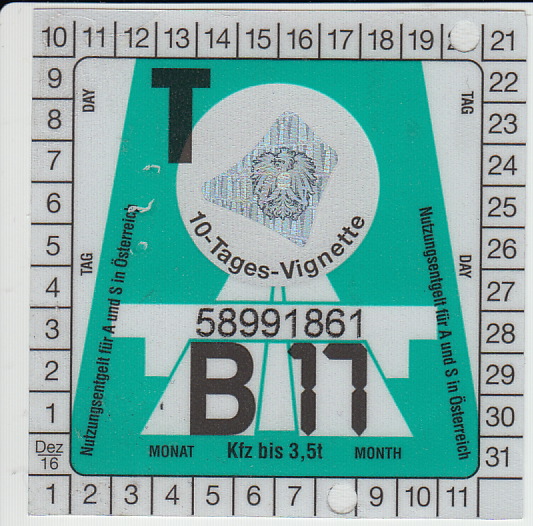 10 11 12 13 14 15 16 17 18 19 21
9 22
8 23
7 24
6 25
5 26
4 27
3 28
2 29
1 30
Dez
16
31
1 2 3 4 5 6 7 9 10 11
DAY
TAG
T
10-Tages-Vignette
TAG
DAY
Nutzungsentgelt für A und S in Österreich
Nutzungsentgelt für A und S in Österreich
58991861
B 17
MONAT Kfz bis 3,5t MONTH